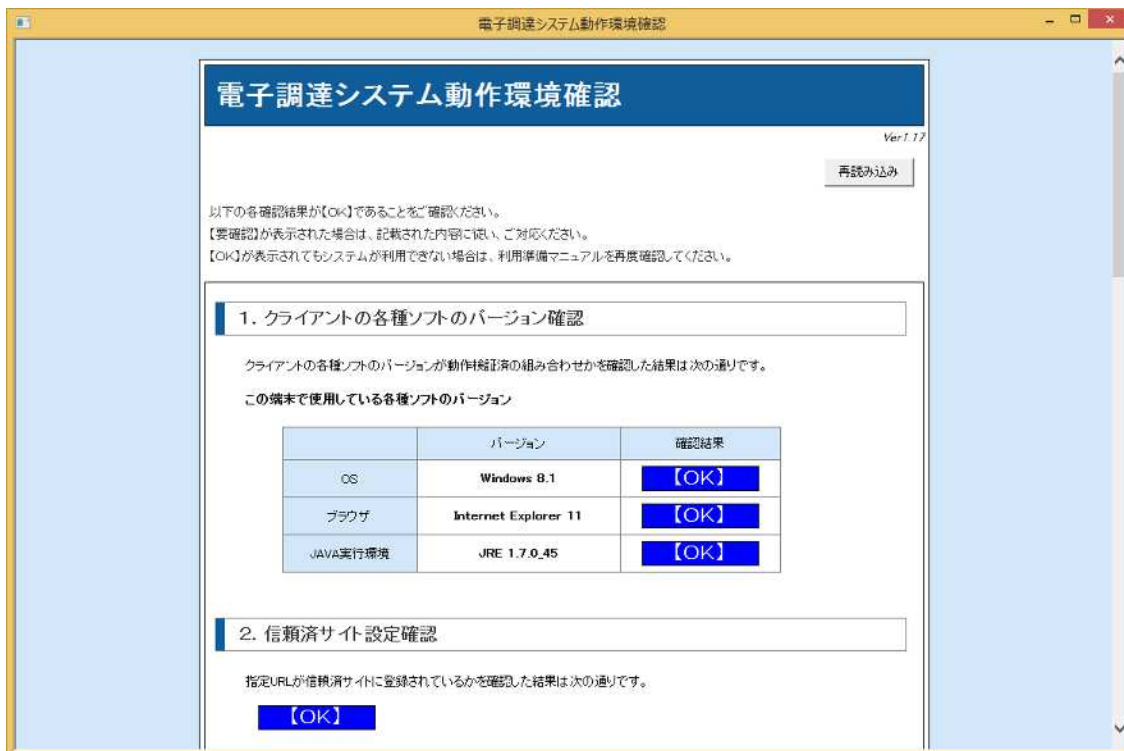 電子調達システム動作環境確認
電子調達システム動作環境確認
Ver1.17
再読み込み
以下の各確認結果が【OK】であることをご確認ください。
【要確認】が表示された場合は、記載された内容に従い、ご対応ください。
【OK】が表示されてもシステムが利用できない場合は、利用準備マニュアルを再度確認してください。
1. クライアントの各種ソフトのバージョン確認
クライアントの各種ソフトのバージョンが動作検証済の組み合わせかを確認した結果は次の通りです。
この端末で使用している各種ソフトのバージョン
バージョン 確認結果
OS Windows 8.1 【OK】
ブラウザ Internet Explorer 11 【OK】
JAVA実行環境 JRE 1.7.0_45 【OK】
2. 信頼済サイト設定確認
指定URLが信頼済サイトに登録されているかを確認した結果は次の通りです。
【OK】